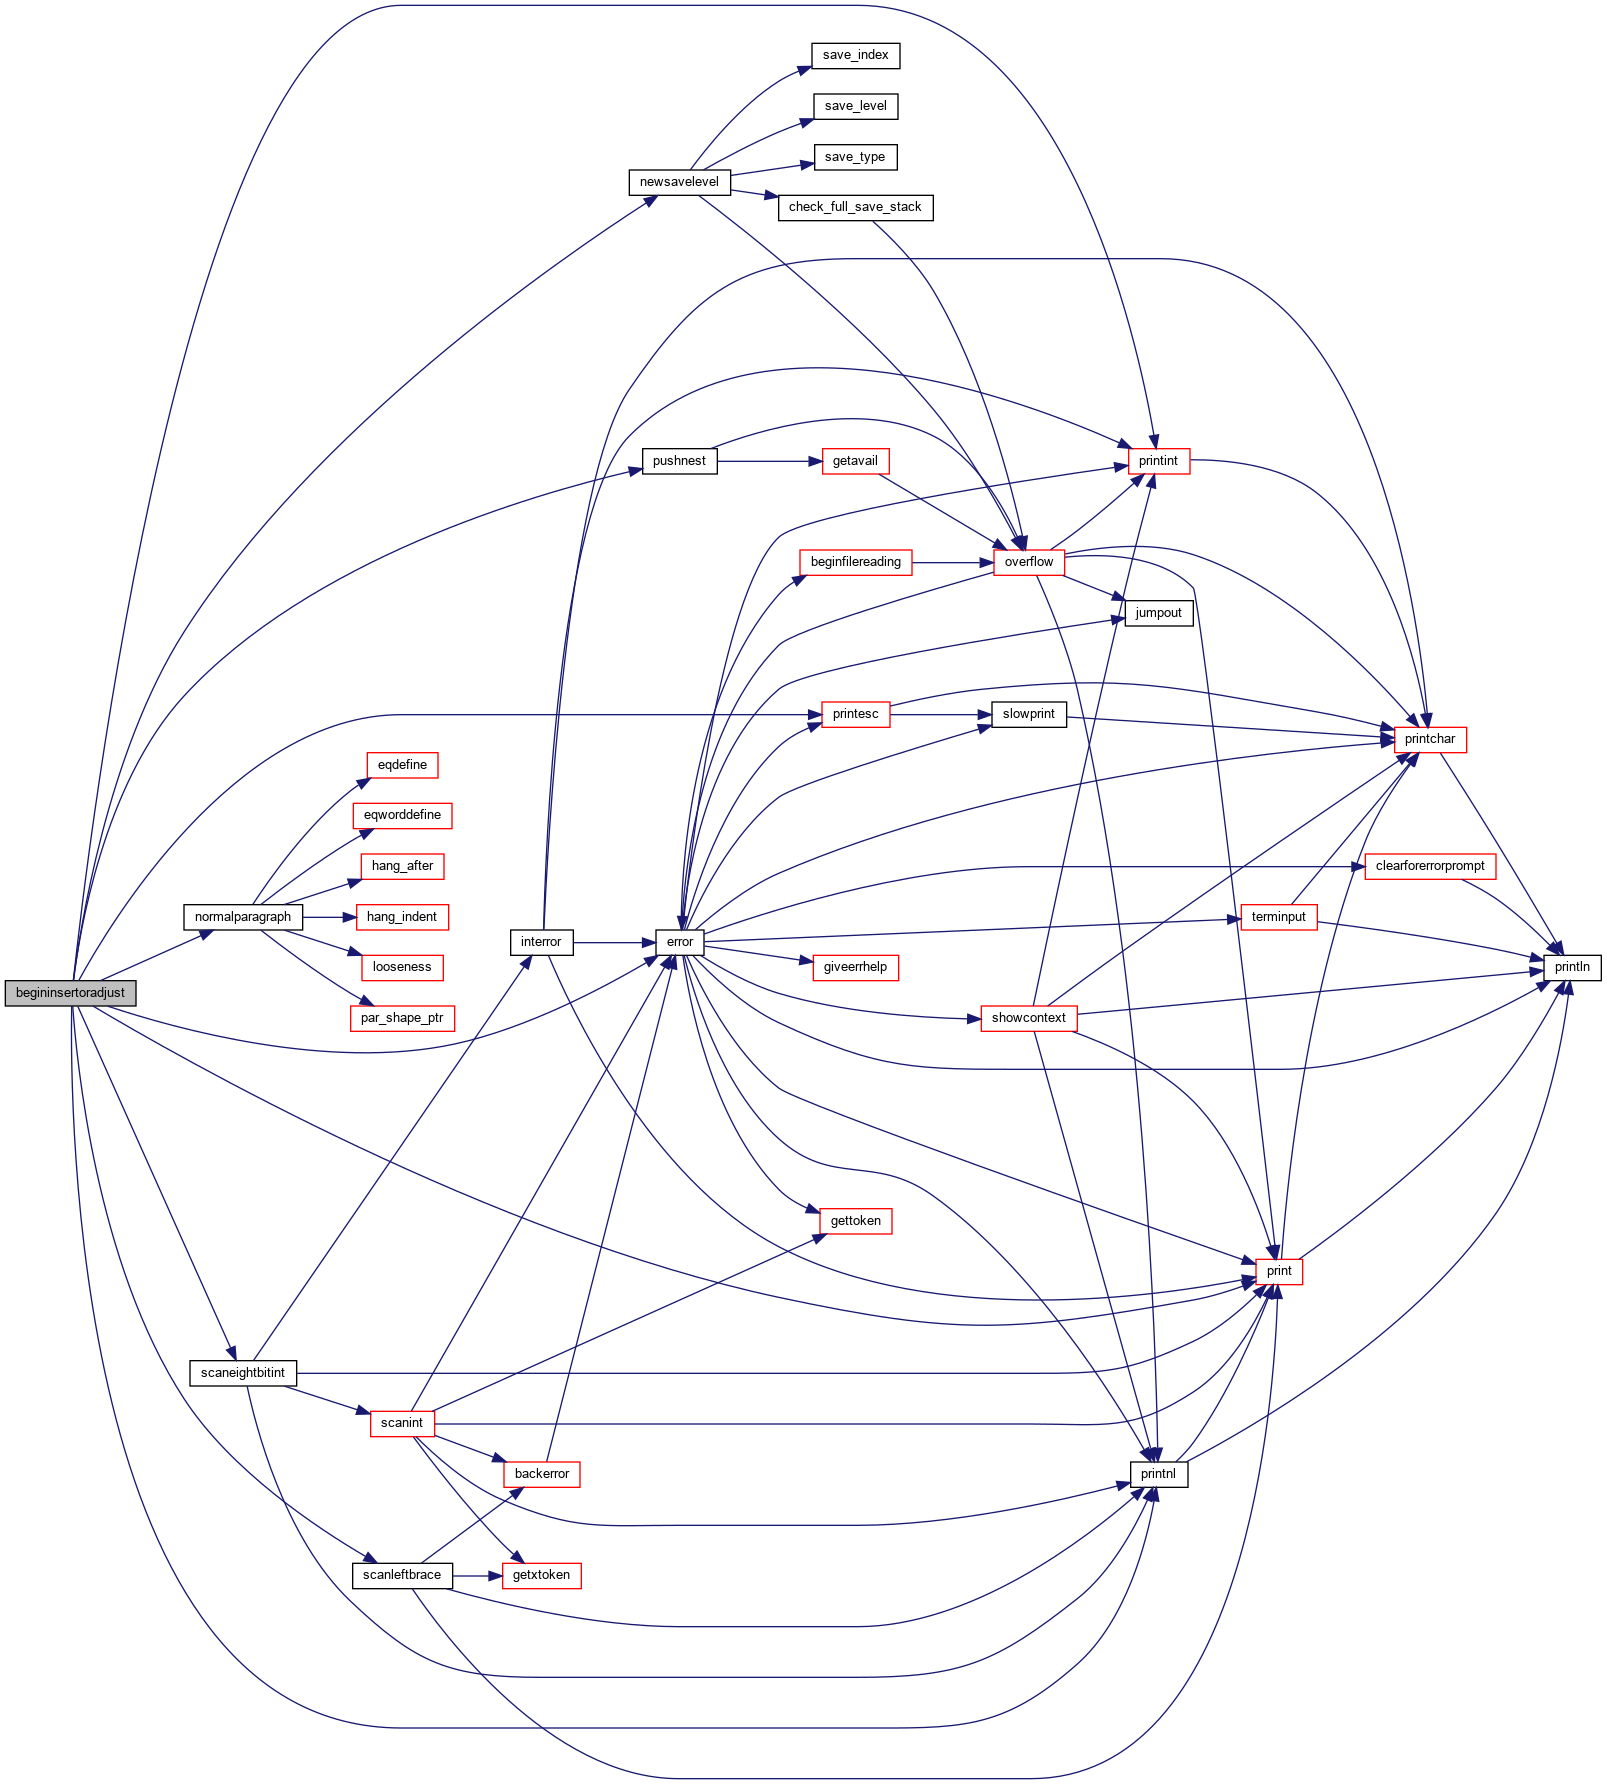 save_index
save_level
save_type
newsavelevel
check_full_save_stack
pushnest
getavail
printint
beginfilereading
overflow
jumpout
printesc
slowprint
printchar
eqdefine
eqworddefine
hang_after
clearforerrorprompt
normalparagraph
hang_indent
terminput
interror
error
looseness
giveerrhelp
println
begininsertoradjust
par_shape_ptr
showcontext
gettoken
print
scaneightbitint
scanint
backerror
printnl
scanleftbrace
getxtoken